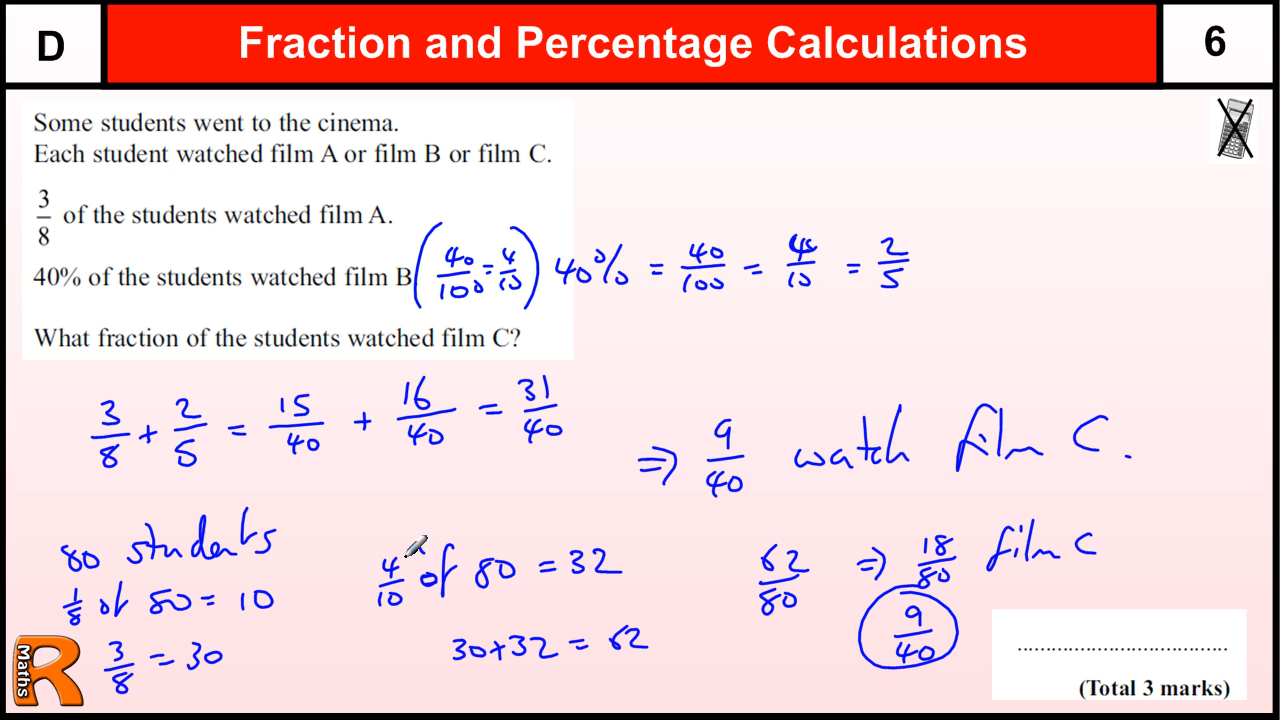 D
Fraction and Percentage Calculations
6
Some students went to the cinema.
Each student watched film A or film B or film C.
3/8 of the students watched film A.
40% of the students watched film B (40/100 = 4/10) 40% = 40/100 = 4/10 = 2/5
What fraction of the students watched film C?
3/8 + 2/5 = 15/40 + 16/40 = 31/40
⇒ 9/40 watch film C.
80 students
1/8 of 80 = 10
3/8 = 30
4/10 of 80 = 32
30+32 = 62
62/80 ⇒ 18/80 film C
9/40
.....................................
(Total 3 marks)
R
Maths